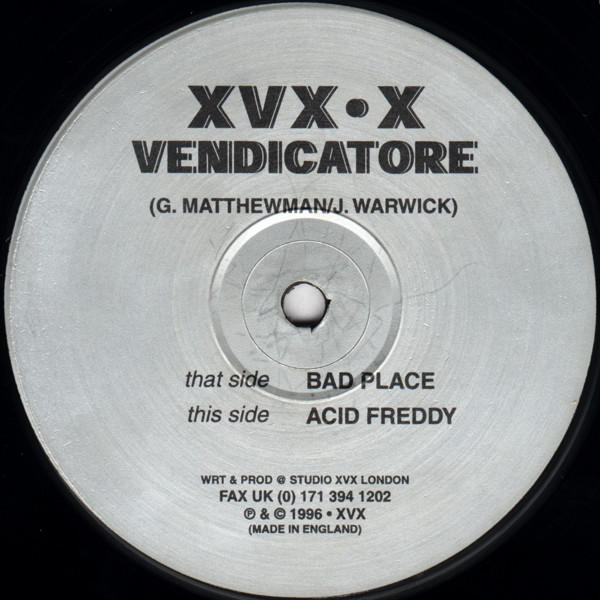 XVX•X
VENDICATORE
(G. MATTHEWMAN/J. WARWICK)
that side BAD PLACE
this side ACID FREDDY
WRT & PROD @ STUDIO XVX LONDON
FAX UK (0) 171 394 1202
℗ & © 1996 • XVX
(MADE IN ENGLAND)